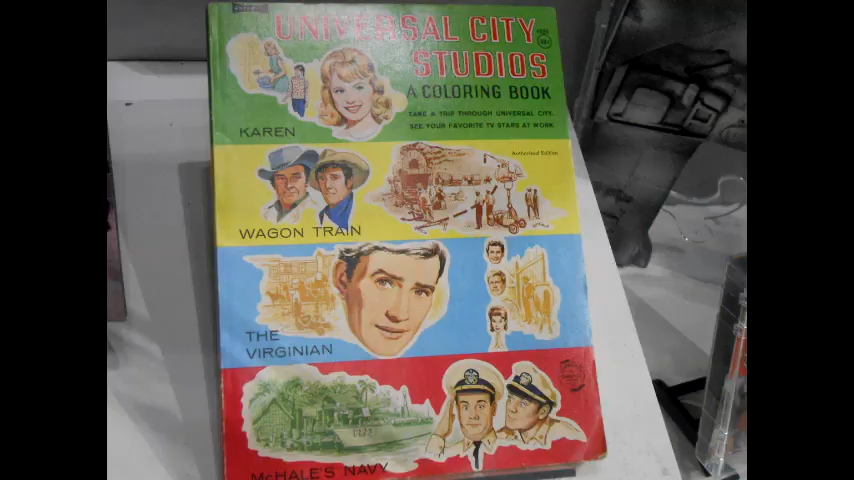 UNIVERSAL CITY
STUDIOS
A COLORING BOOK
TAKE A TRIP THROUGH UNIVERSAL CITY.
SEE YOUR FAVORITE TV STARS AT WORK.
KAREN
Authorized Edition
WAGON TRAIN
THE
VIRGINIAN
McHALE'S NAVY